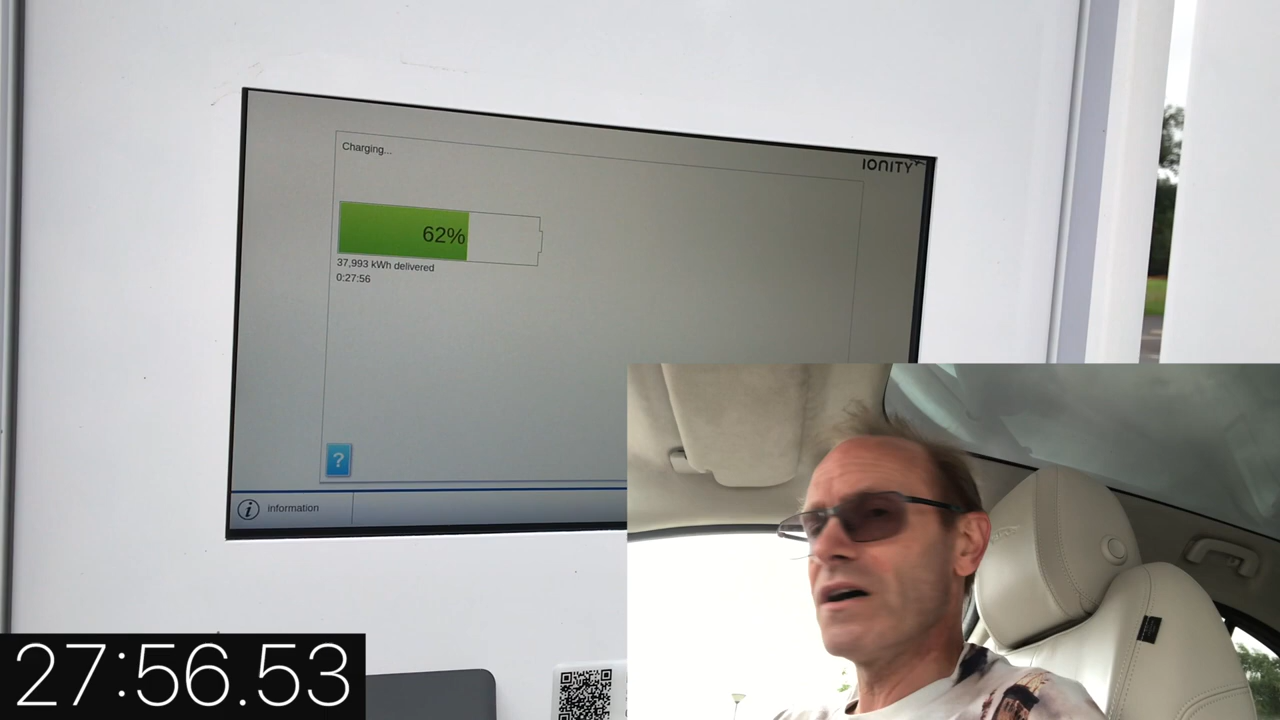 Charging...
IONITY
62%
37,993 kWh delivered
0:27:56
?
i information
27:56.53